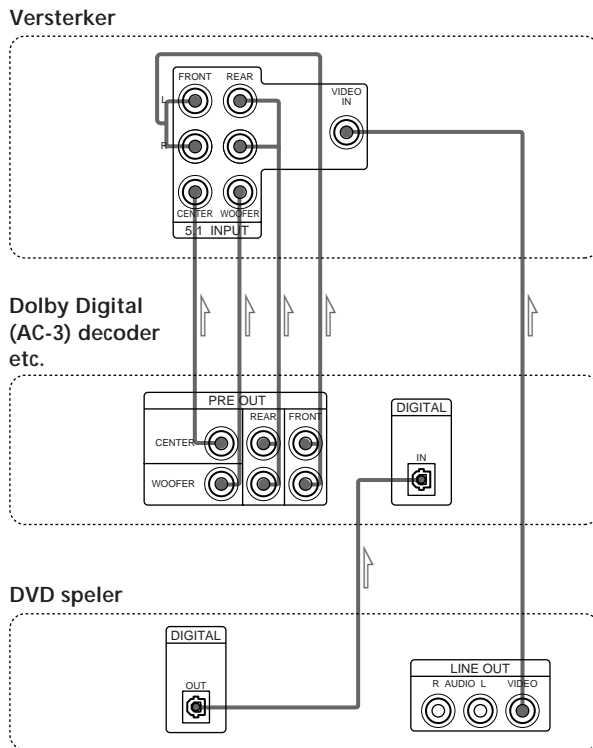 Versterker
FRONT REAR
VIDEO
IN
L
R
CENTER WOOFER
5.1 INPUT
Dolby Digital
(AC-3) decoder
etc.
PRE OUT
REAR FRONT
CENTER
WOOFER
DIGITAL
IN
DVD speler
DIGITAL
OUT
LINE OUT
R AUDIO L VIDEO